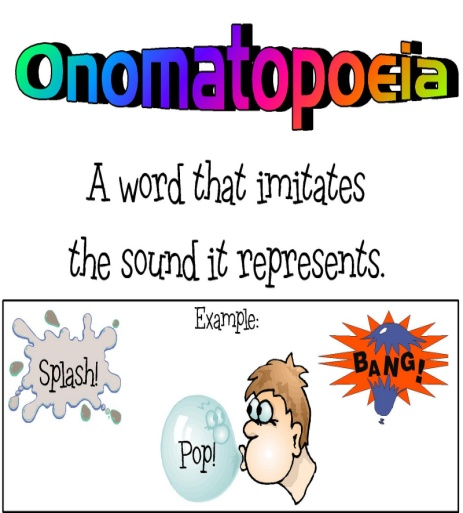 Onomatopoeia
A word that imitates
the sound it represents.
Example:
Splash!
BANG!
Pop!